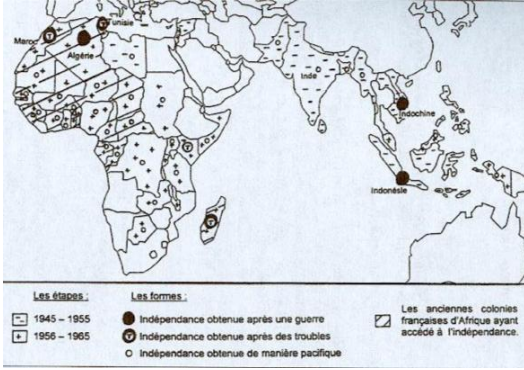 Tunisie
Maroc
Algérie
Inde
Indochine
Indonésie
Les étapes :
1945 – 1955
1956 – 1965
Les formes :
Indépendance obtenue après une guerre
Indépendance obtenue après des troubles
Indépendance obtenue de manière pacifique
Les anciennes colonies
françaises d'Afrique ayant
accédé à l'indépendance.